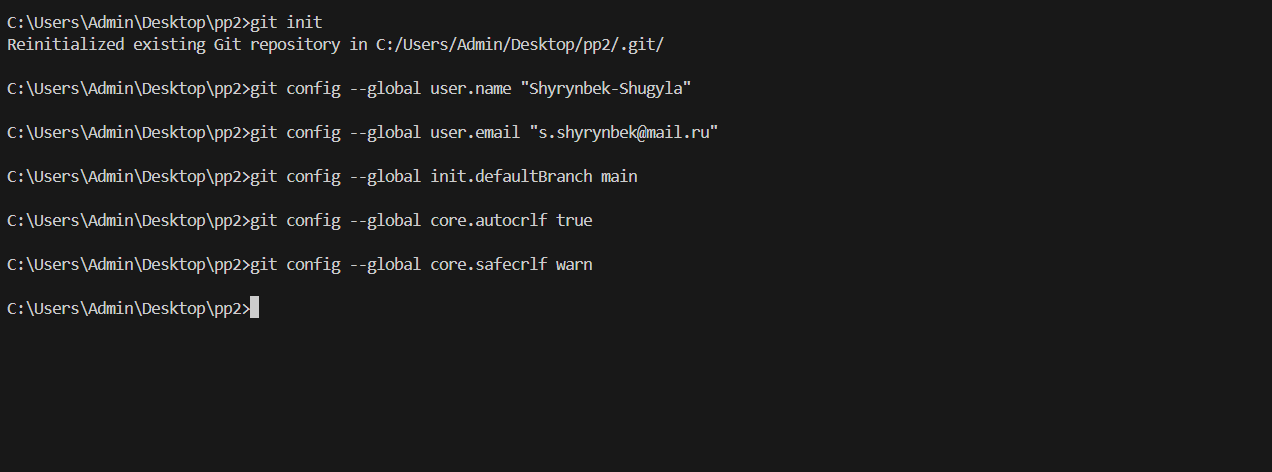 C:\Users\Admin\Desktop\pp2>git init
Reinitialized existing Git repository in C:/Users/Admin/Desktop/pp2/.git/
C:\Users\Admin\Desktop\pp2>git config --global user.name "Shyrynbek-Shugyla"
C:\Users\Admin\Desktop\pp2>git config --global user.email "s.shyrynbek@mail.ru"
C:\Users\Admin\Desktop\pp2>git config --global init.defaultBranch main
C:\Users\Admin\Desktop\pp2>git config --global core.autocrlf true
C:\Users\Admin\Desktop\pp2>git config --global core.safecrlf warn
C:\Users\Admin\Desktop\pp2>